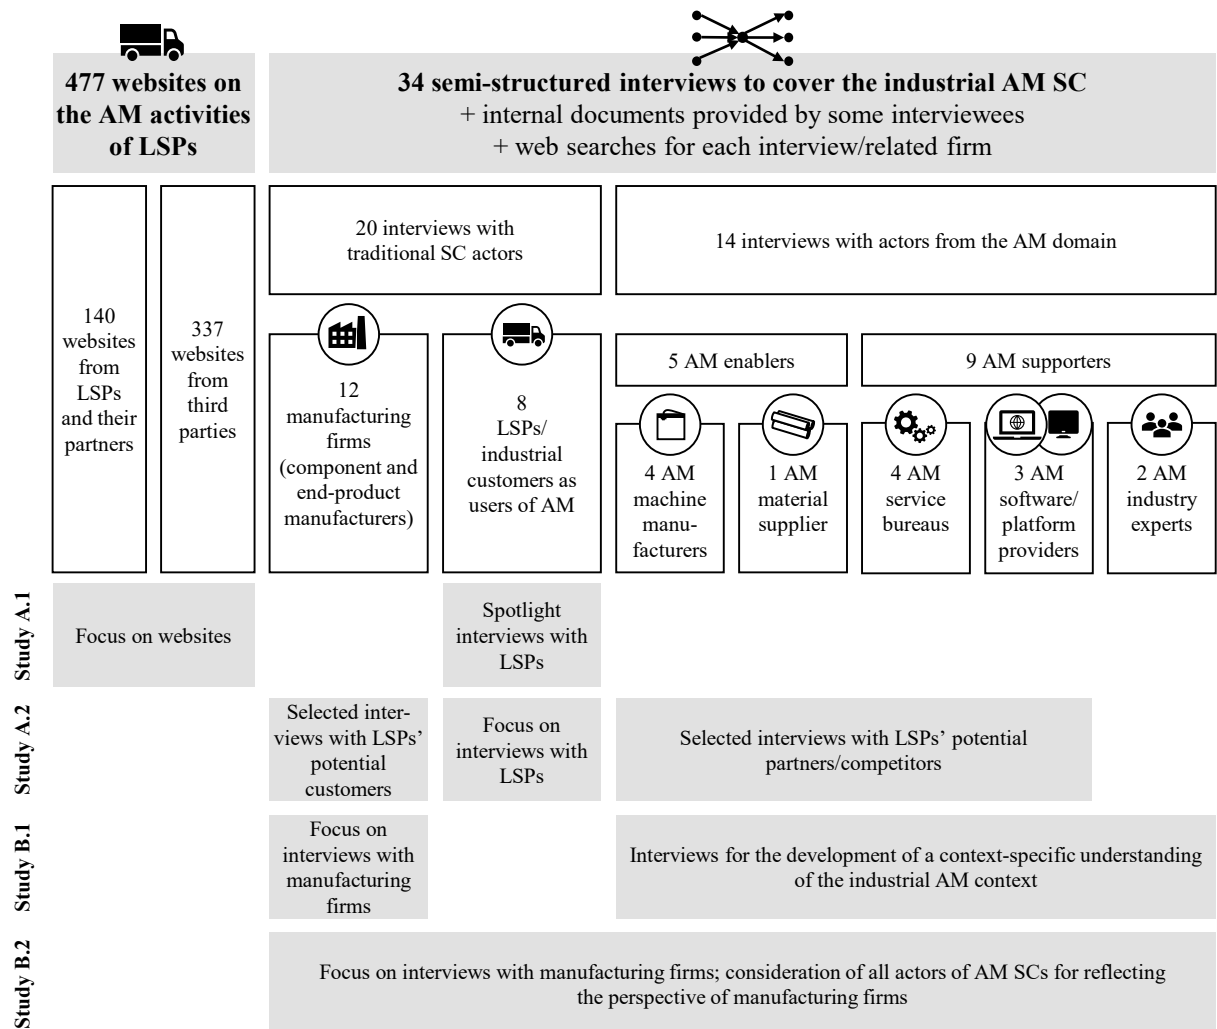 477 websites on
the AM activities
of LSPs
34 semi-structured interviews to cover the industrial AM SC
+ internal documents provided by some interviewees
+ web searches for each interview/related firm
140
websites
from
LSPs
and their
partners
337
websites
from
third
parties
20 interviews with
traditional SC actors
14 interviews with actors from the AM domain
12
manufacturing
firms
(component and
end-product
manufacturers)
8
LSPs/
industrial
customers as
users of AM
5 AM enablers
9 AM supporters
4 AM
machine
manu-
facturers
1 AM
material
supplier
4 AM
service
bureaus
3 AM
software/
platform
providers
2 AM
industry
experts
Study A.1
Focus on websites
Spotlight
interviews with
LSPs
Study A.2
Selected inter-
views with LSPs’
potential
customers
Focus on
interviews with
LSPs
Selected interviews with LSPs’ potential
partners/competitors
Study B.1
Focus on
interviews with
manufacturing
firms
Interviews for the development of a context-specific understanding
of the industrial AM context
Study B.2
Focus on interviews with manufacturing firms; consideration of all actors of AM SCs for reflecting
the perspective of manufacturing firms